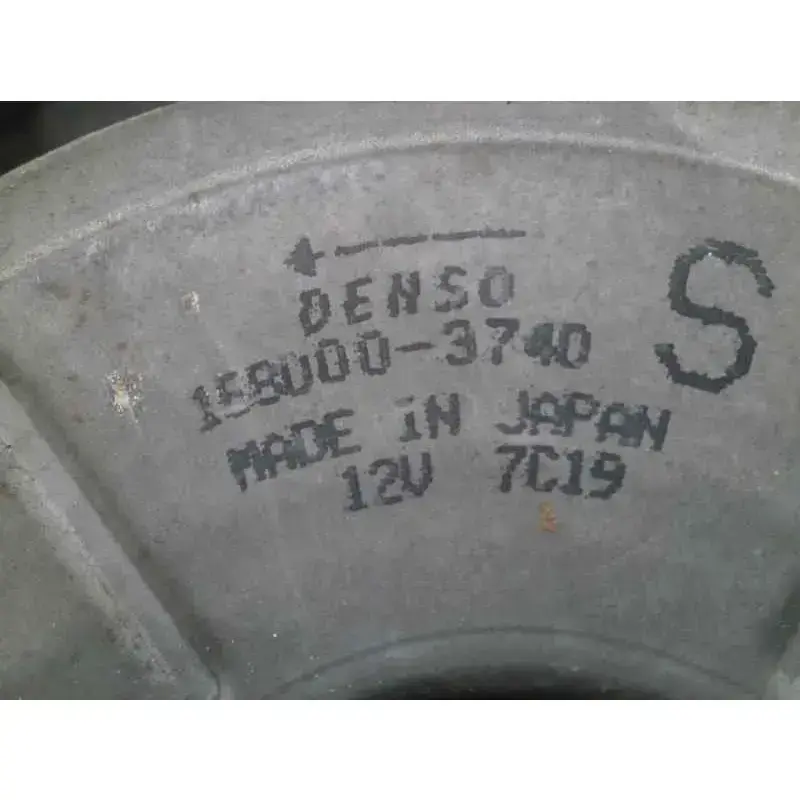 DENSO
168000-3740
S
MADE IN JAPAN
12V 7C19